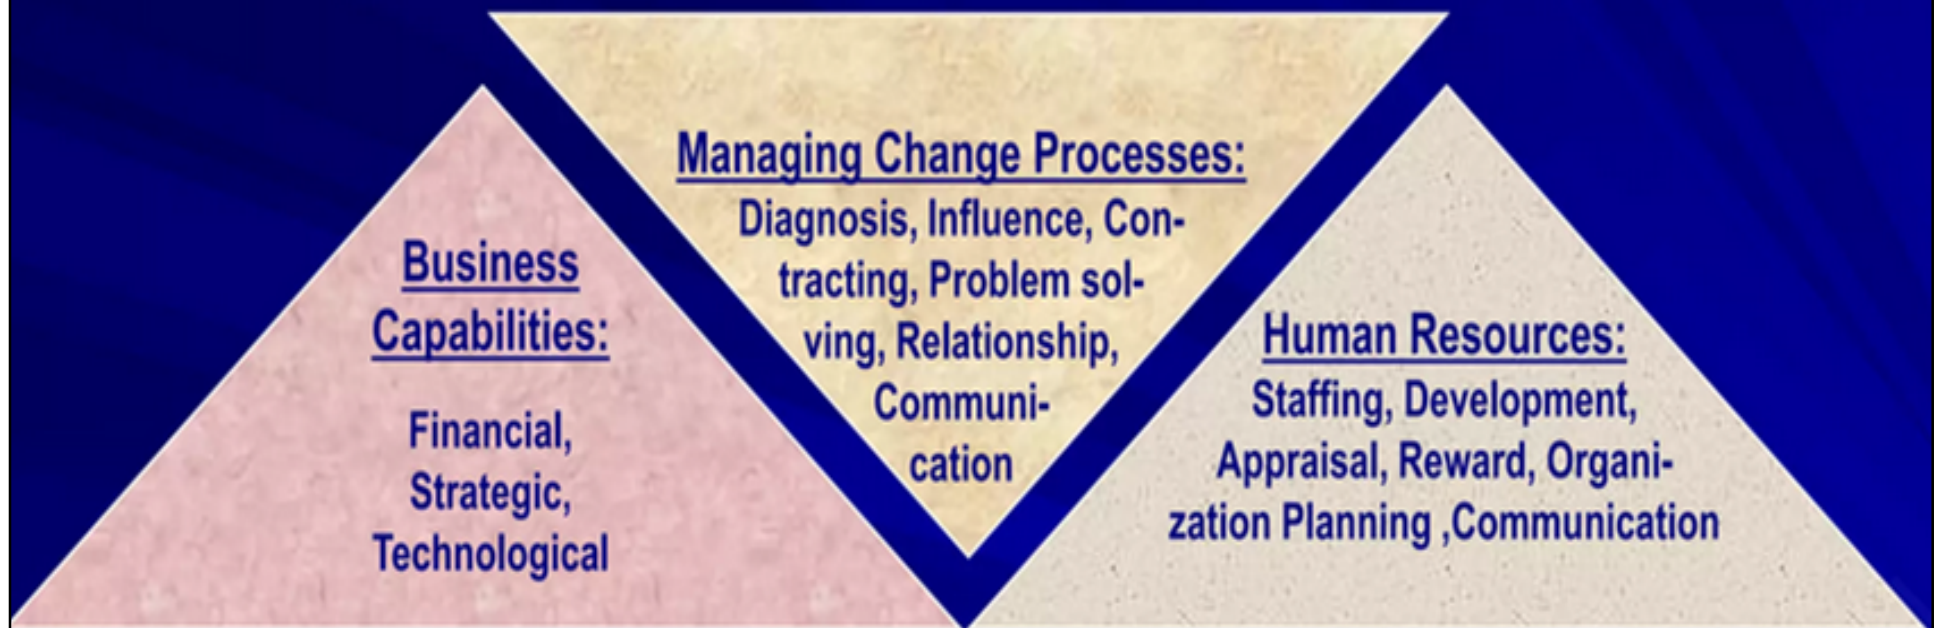 Business
Capabilities:
Financial,
Strategic,
Technological
Managing Change Processes:
Diagnosis, Influence, Con-
tracting, Problem sol-
ving, Relationship,
Communi-
cation
Human Resources:
Staffing, Development,
Appraisal, Reward, Organi-
zation Planning ,Communication